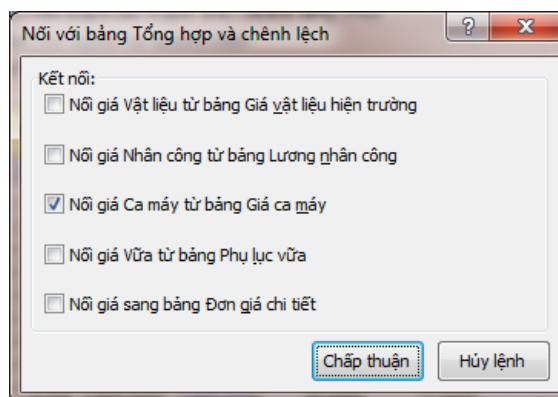 Nối với bảng Tổng hợp và chênh lệch
Kết nối:
Nối giá Vật liệu từ bảng Giá vật liệu hiện trường
Nối giá Nhân công từ bảng Lương nhân công
Nối giá Ca máy từ bảng Giá ca máy
Nối giá Vữa từ bảng Phụ lục vữa
Nối giá sang bảng Đơn giá chi tiết
Chấp thuận Hủy lệnh